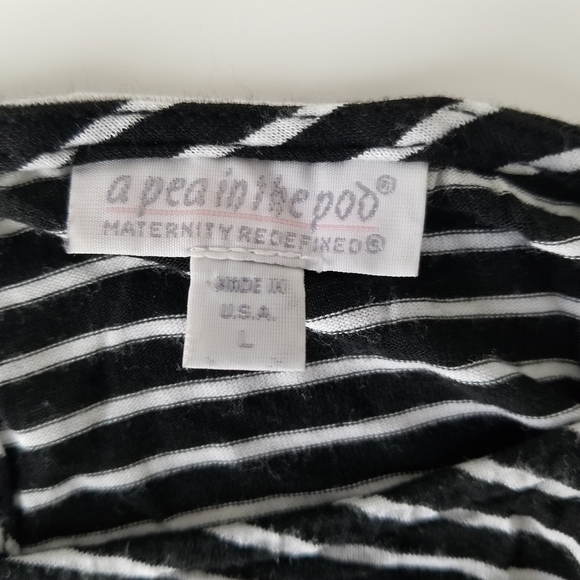 a pea in the pod®
MATERNITY REDEFINED®
MADE IN
U.S.A.
L